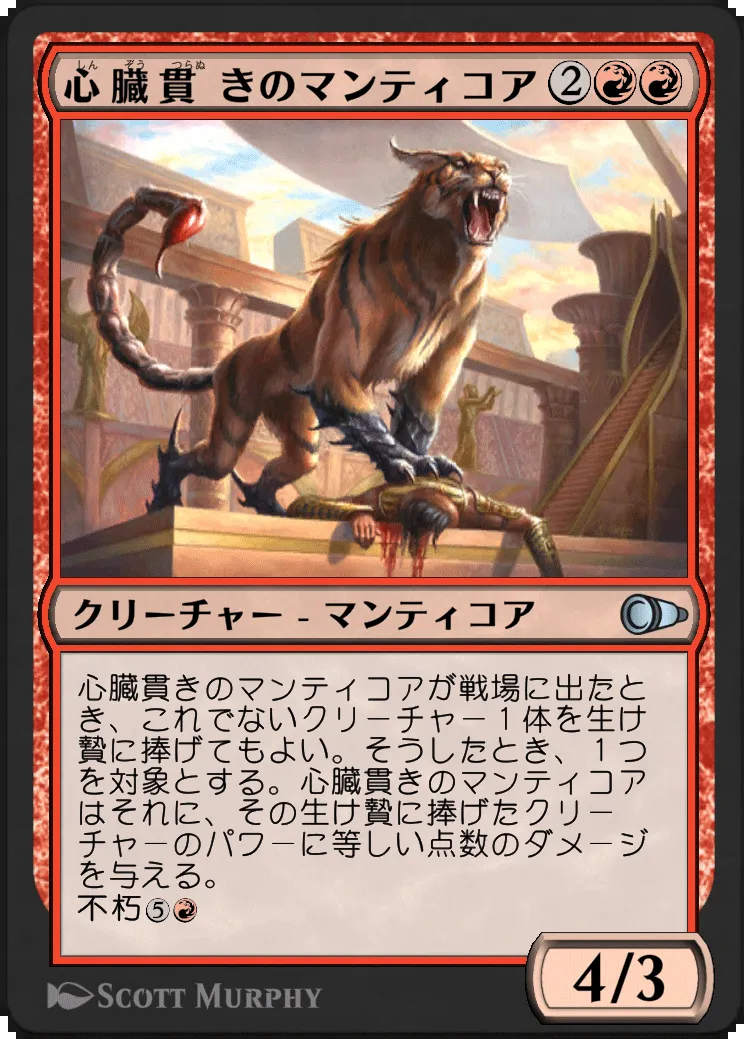 心臓貫きのマンティコア 2
しん ぞう つらぬ
クリーチャー - マンティコア
心臓貫きのマンティコアが戦場に出たと
き、これでないクリーチャー１体を生け
贄に捧げてもよい。そうしたとき、１つ
を対象とする。心臓貫きのマンティコア
はそれに、その生け贄に捧げたクリー
チャーのパワーに等しい点数のダメージ
を与える。
不朽 5
4/3
SCOTT MURPHY